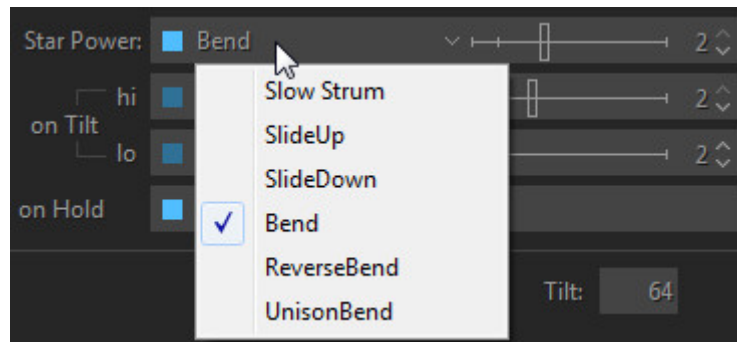 Star Power: Bend 2
Slow Strum
hi 2
on Tilt
SlideUp
lo 2
SlideDown
on Hold
Bend
ReverseBend
UnisonBend
Tilt: 64